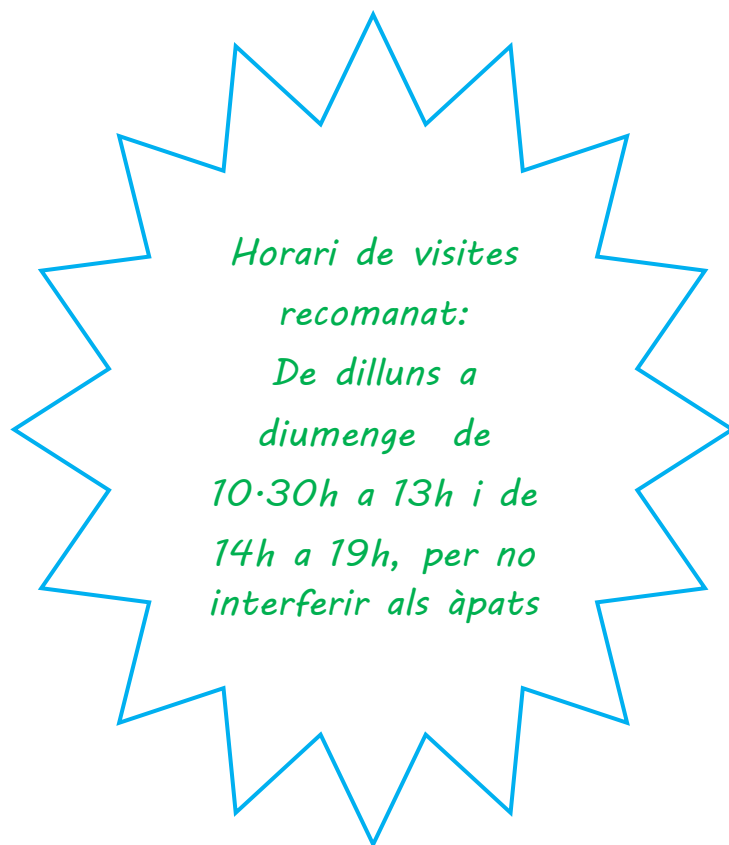 Horari de visites
recomanat:
De dilluns a
diumenge de
10·30h a 13h i de
14h a 19h, per no
interferir als àpats